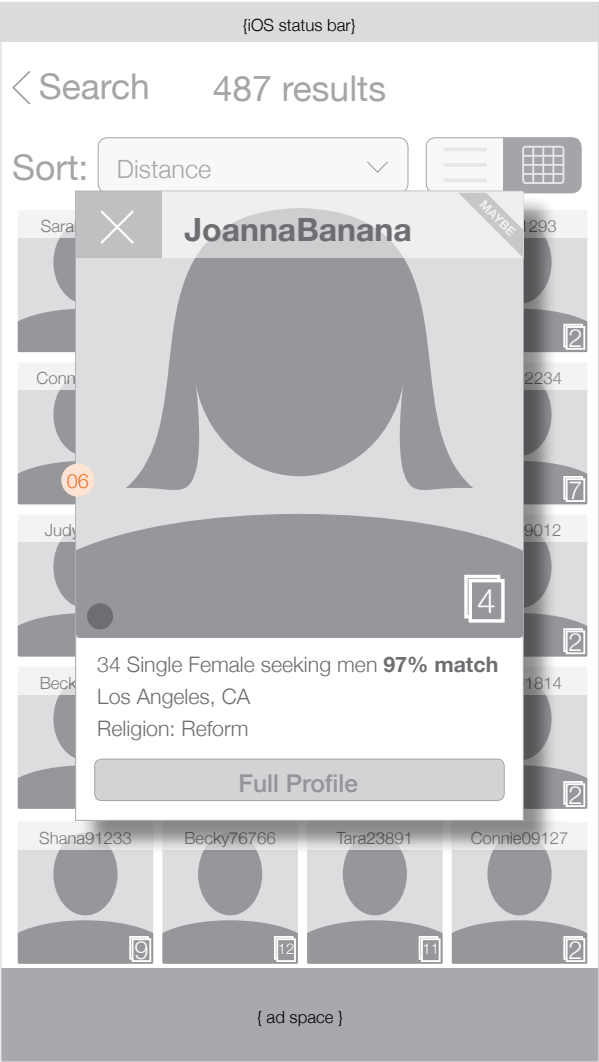 {iOS status bar}
Search 487 results
Sort: Distance
JoannaBanana
MAYBE
Sara
1293
2
Conn
2234
06
7
Judy
9012
4
2
34 Single Female seeking men 97% match
Beck
1814
Los Angeles, CA
Religion: Reform
Full Profile
2
Shana91233 Becky76766 Tara23891 Connie09127
9 12 11 2
{ ad space }